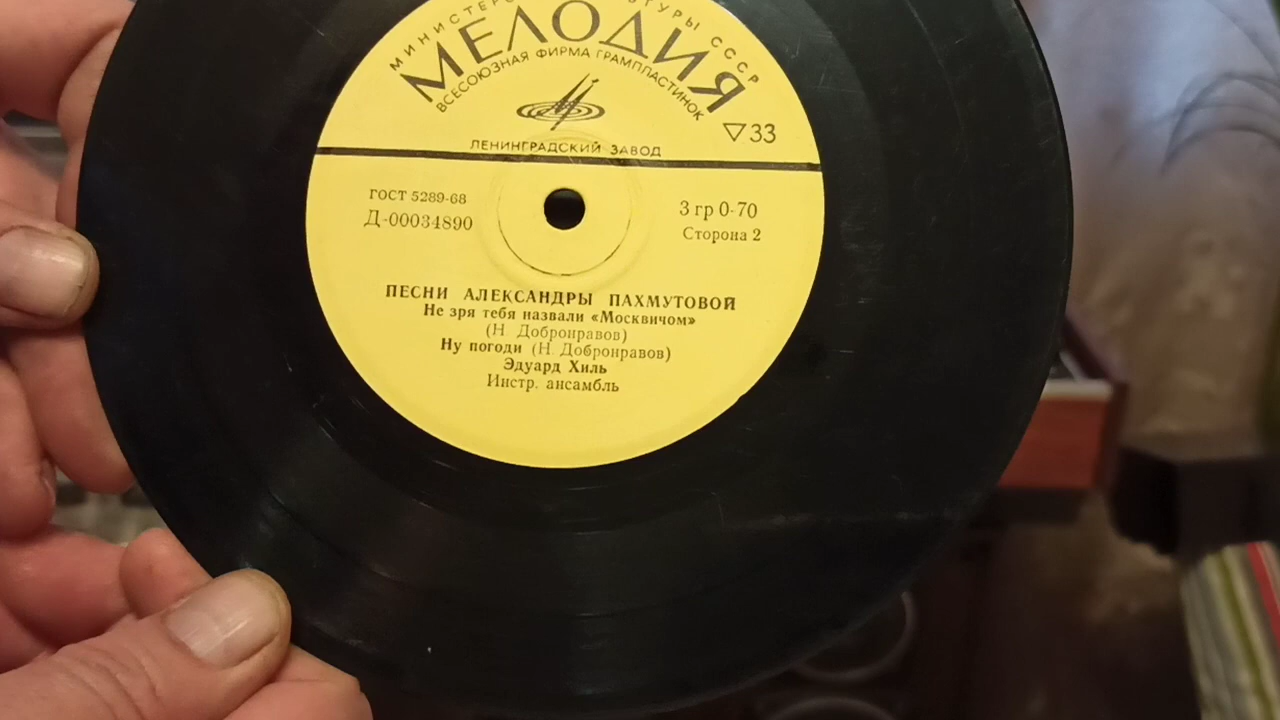 МИНИСТЕРСТВО КУЛЬТУРЫ СССР
МЕЛОДИЯ
ВСЕСОЮЗНАЯ ФИРМА ГРАМПЛАСТИНОК
▽33
ЛЕНИНГРАДСКИЙ ЗАВОД
ГОСТ 5289-68
Д-00034890
3 гр 0-70
Сторона 2
ПЕСНИ АЛЕКСАНДРЫ ПАХМУТОВОЙ
Не зря тебя назвали «Москвичом»
(Н. Добронравов)
Ну погоди (Н. Добронравов)
Эдуард Хиль
Инстр. ансамбль